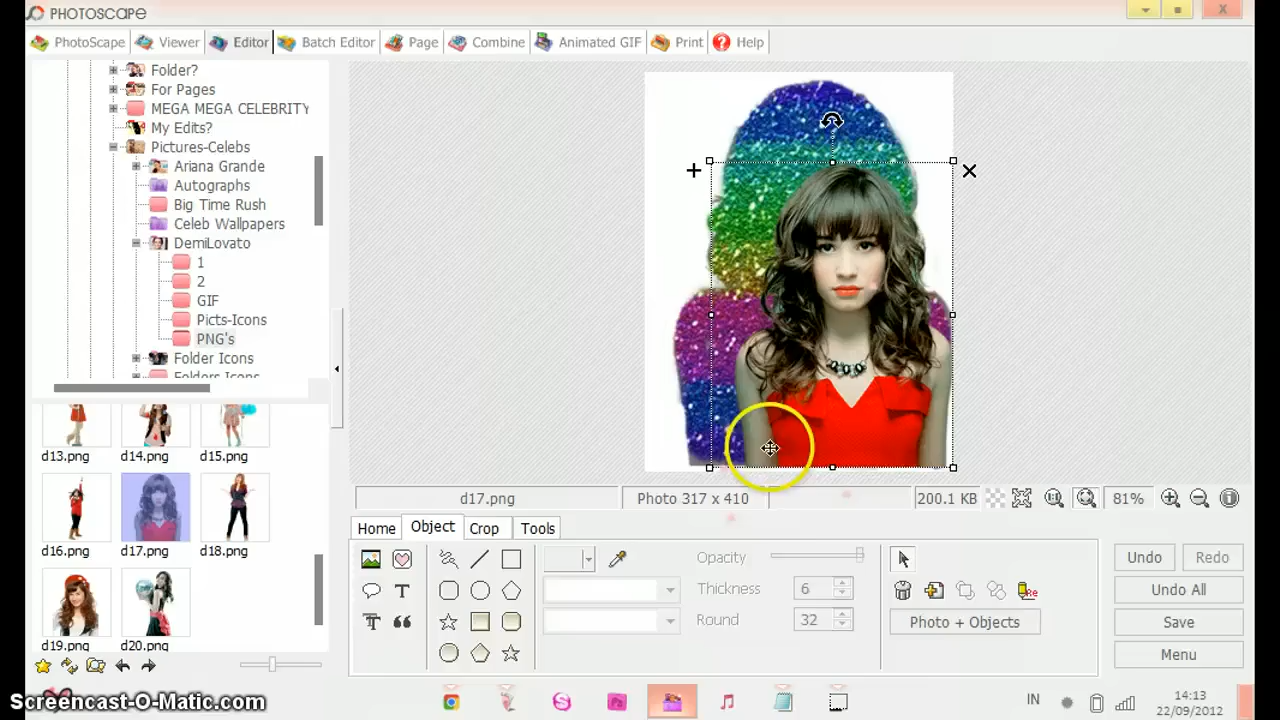 PHOTOSCAPE
PhotoScape Viewer Editor Batch Editor Page Combine Animated GIF Print Help
Folder?
For Pages
MEGA MEGA CELEBRITY
My Edits?
Pictures-Celebs
Ariana Grande
Autographs
Big Time Rush
Celeb Wallpapers
DemiLovato
1
2
GIF
Picts-Icons
PNG's
Folder Icons
Folders Icons
d13.png d14.png d15.png
d16.png d17.png d18.png
d19.png d20.png
d17.png Photo 317 x 410 200.1 KB 81%
Home Object Crop Tools
Opacity
Thickness 6
Round 32
Photo + Objects
Undo Redo
Undo All
Save
Menu
Screencast-O-Matic.com
IN
14:13
22/09/2012